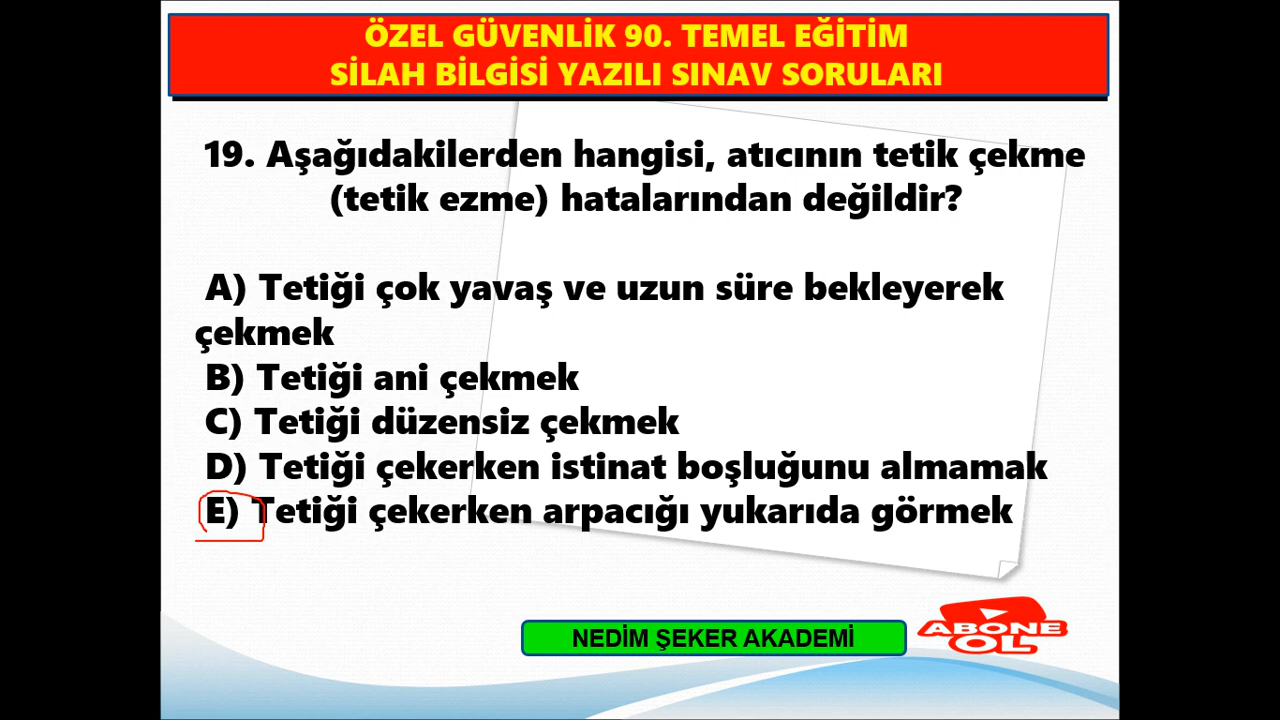 ÖZEL GÜVENLİK 90. TEMEL EĞİTİM
SİLAH BİLGİSİ YAZILI SINAV SORULARI
19. Aşağıdakilerden hangisi, atıcının tetik çekme
(tetik ezme) hatalarından değildir?
A) Tetiği çok yavaş ve uzun süre bekleyerek
çekmek
B) Tetiği ani çekmek
C) Tetiği düzensiz çekmek
D) Tetiği çekerken istinat boşluğunu almamak
E) Tetiği çekerken arpacığı yukarıda görmek
NEDİM ŞEKER AKADEMİ
ABONE
OL